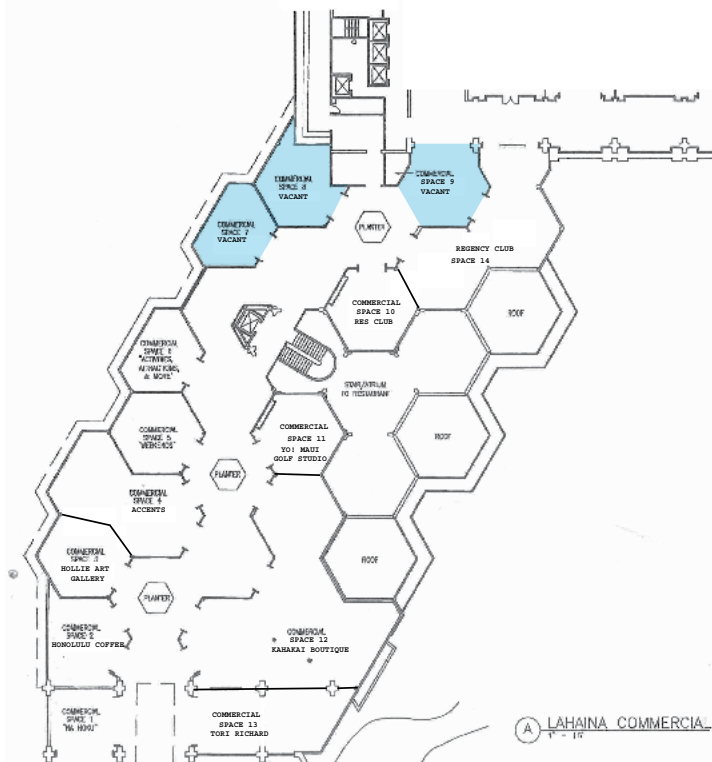 COMMERCIAL
SPACE 8
VACANT
COMMERCIAL
SPACE 9
VACANT
COMMERCIAL
SPACE 7
VACANT
PLANTER
REGENCY CLUB
SPACE 14
COMMERCIAL
SPACE 10
RES CLUB
ROOF
COMMERCIAL
SPACE 6
"ACTIVITIES,
ATTRACTIONS,
& MORE"
STAIR/ATRIUM
TO RESTAURANT
COMMERCIAL
SPACE 5
"WEEKENDS"
COMMERCIAL
SPACE 11
YO! MAUI
GOLF STUDIO
ROOF
PLANTER
COMMERCIAL
SPACE 4
ACCENTS
COMMERCIAL
SPACE 3
HOLLIE ART
GALLERY
ROOF
PLANTER
COMMERCIAL
SPACE 2
HONOLULU COFFEE
COMMERCIAL
SPACE 12
KAHAKAI BOUTIQUE
COMMERCIAL
SPACE 1
"NA HOKU"
COMMERCIAL
SPACE 13
TORI RICHARD
A LAHAINA COMMERCIAL